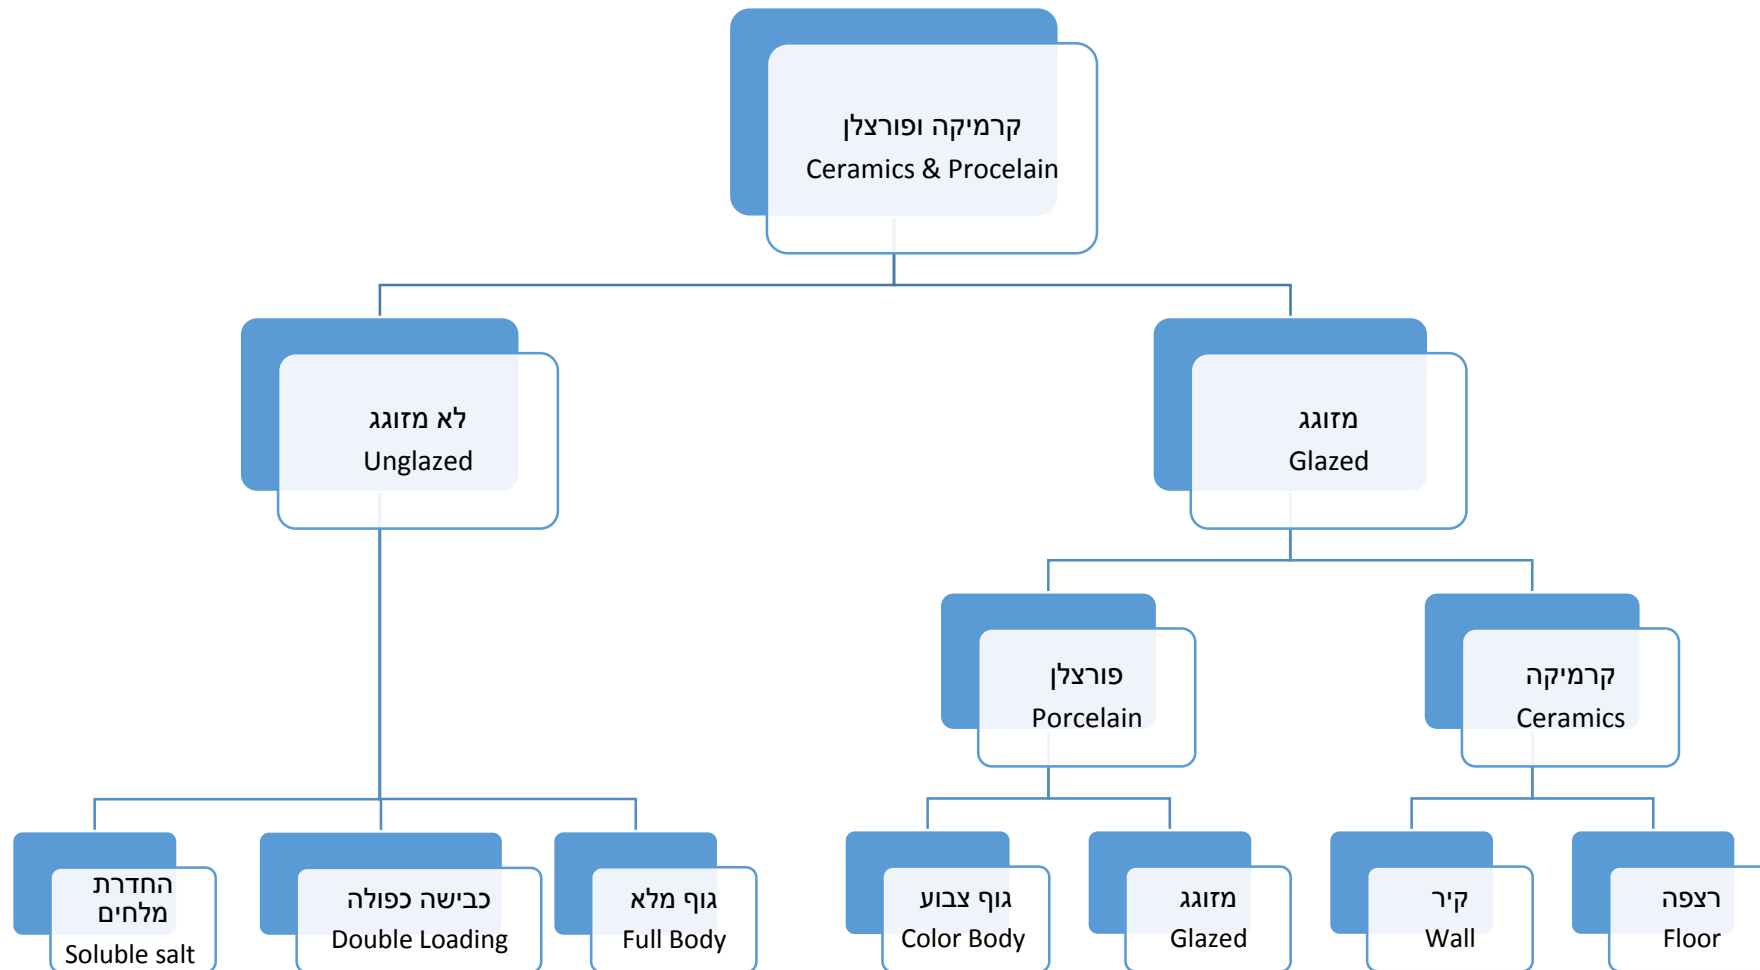 קרמיקה ופורצלן
Ceramics & Procelain
לא מזוגג
Unglazed
מזוגג
Glazed
פורצלן
Porcelain
קרמיקה
Ceramics
החדרת
מלחים
Soluble salt
כבישה כפולה
Double Loading
גוף מלא
Full Body
גוף צבוע
Color Body
מזוגג
Glazed
קיר
Wall
רצפה
Floor